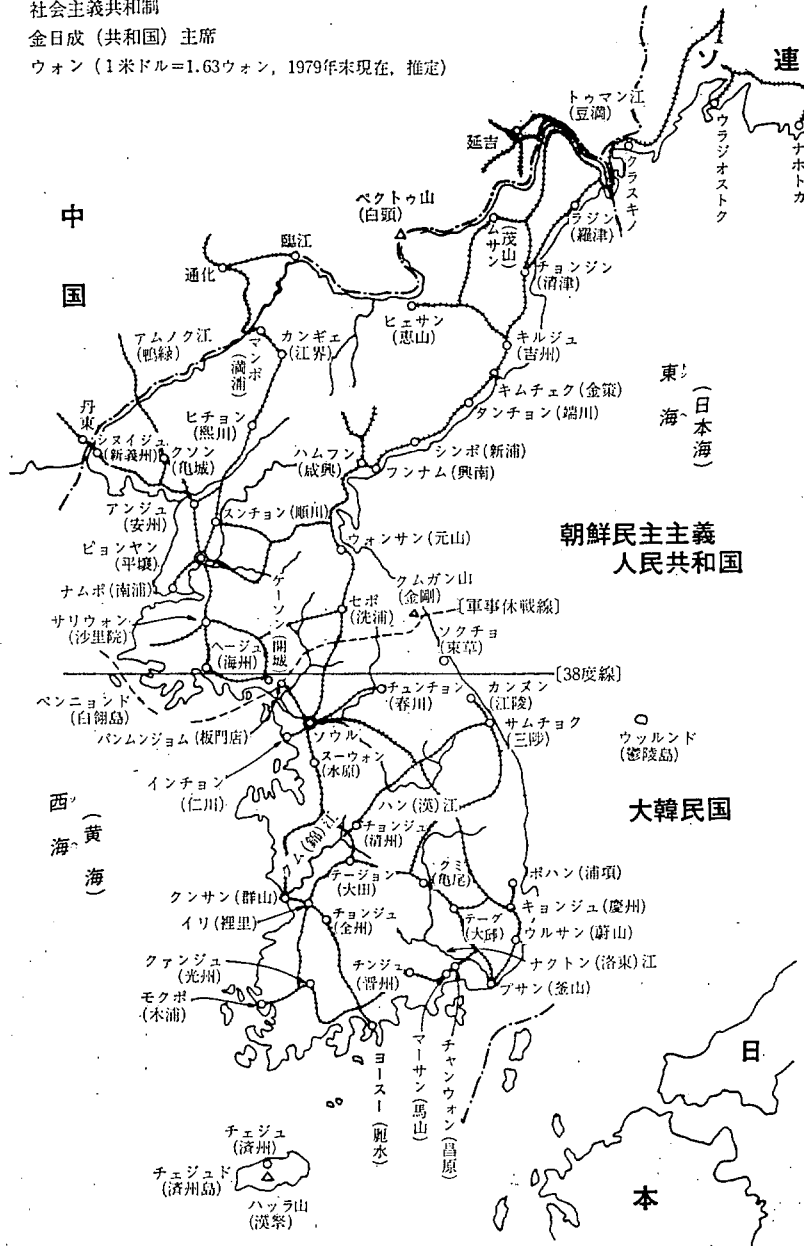 社会主義共和制
金日成（共和国）主席
ウォン（1米ドル＝1.63ウォン，1979年末現在，推定）
ソ連
トゥマン江
（豆満）
延吉
クラスキノ
ウラジオストク
ナホトカ
中国
ペクトゥ山
（白頭）
ムサン
（茂山）
ラジン
（羅津）
臨江
通化
チョンジン
（清津）
ヒェサン
（恵山）
アムノク江
（鴨緑）
マンポ
（満浦）
カンギェ
（江界）
キルジュ
（吉州）
キムチェク（金策）
タンチョン（端川）
東海
トンヘ
（日本海）
丹東
シヌイジュ
（新義州）
クソン
（亀城）
ヒチョン
（熙川）
ハムフン
（咸興）
シンポ（新浦）
フンナム（興南）
アンジュ
（安州）
スンチョン（順川）
ピョンヤン
（平壌）
ウォンサン（元山）
朝鮮民主主義
人民共和国
ナムポ（南浦）
ケーソン
（開城）
クムガン山
（金剛）
セポ
（洗浦）
〔軍事休戦線〕
サリウォン
（沙里院）
ヘージュ
（海州）
ソクチョ
（束草）
〔38度線〕
ペンニョンド
（白翎島）
チュンチョン
（春川）
カンヌン
（江陵）
パンムンジョム（板門店）
ソウル
サムチョク
（三陟）
ウッルンド
（鬱陵島）
スーウォン
（水原）
インチョン
（仁川）
西海
（黄海）
ハン（漢）江
大韓民国
クム（錦）江
チョンジュ
（清州）
テージョン
（大田）
グミ
（亀尾）
ポハン（浦項）
クンサン（群山）
キョンジュ（慶州）
イリ（裡里）
チョンジュ
（全州）
テーグ
（大邱）
ウルサン（蔚山）
クァンジュ
（光州）
チンジュ
（晋州）
ナクトン（洛東）江
プサン（釜山）
モクポ
（木浦）
ヨースー（麗水）
マーサン（馬山）
チャンウォン（昌原）
日本
チェジュ
（済州）
チェジュド
（済州島）
ハッラ山
（漢拏）